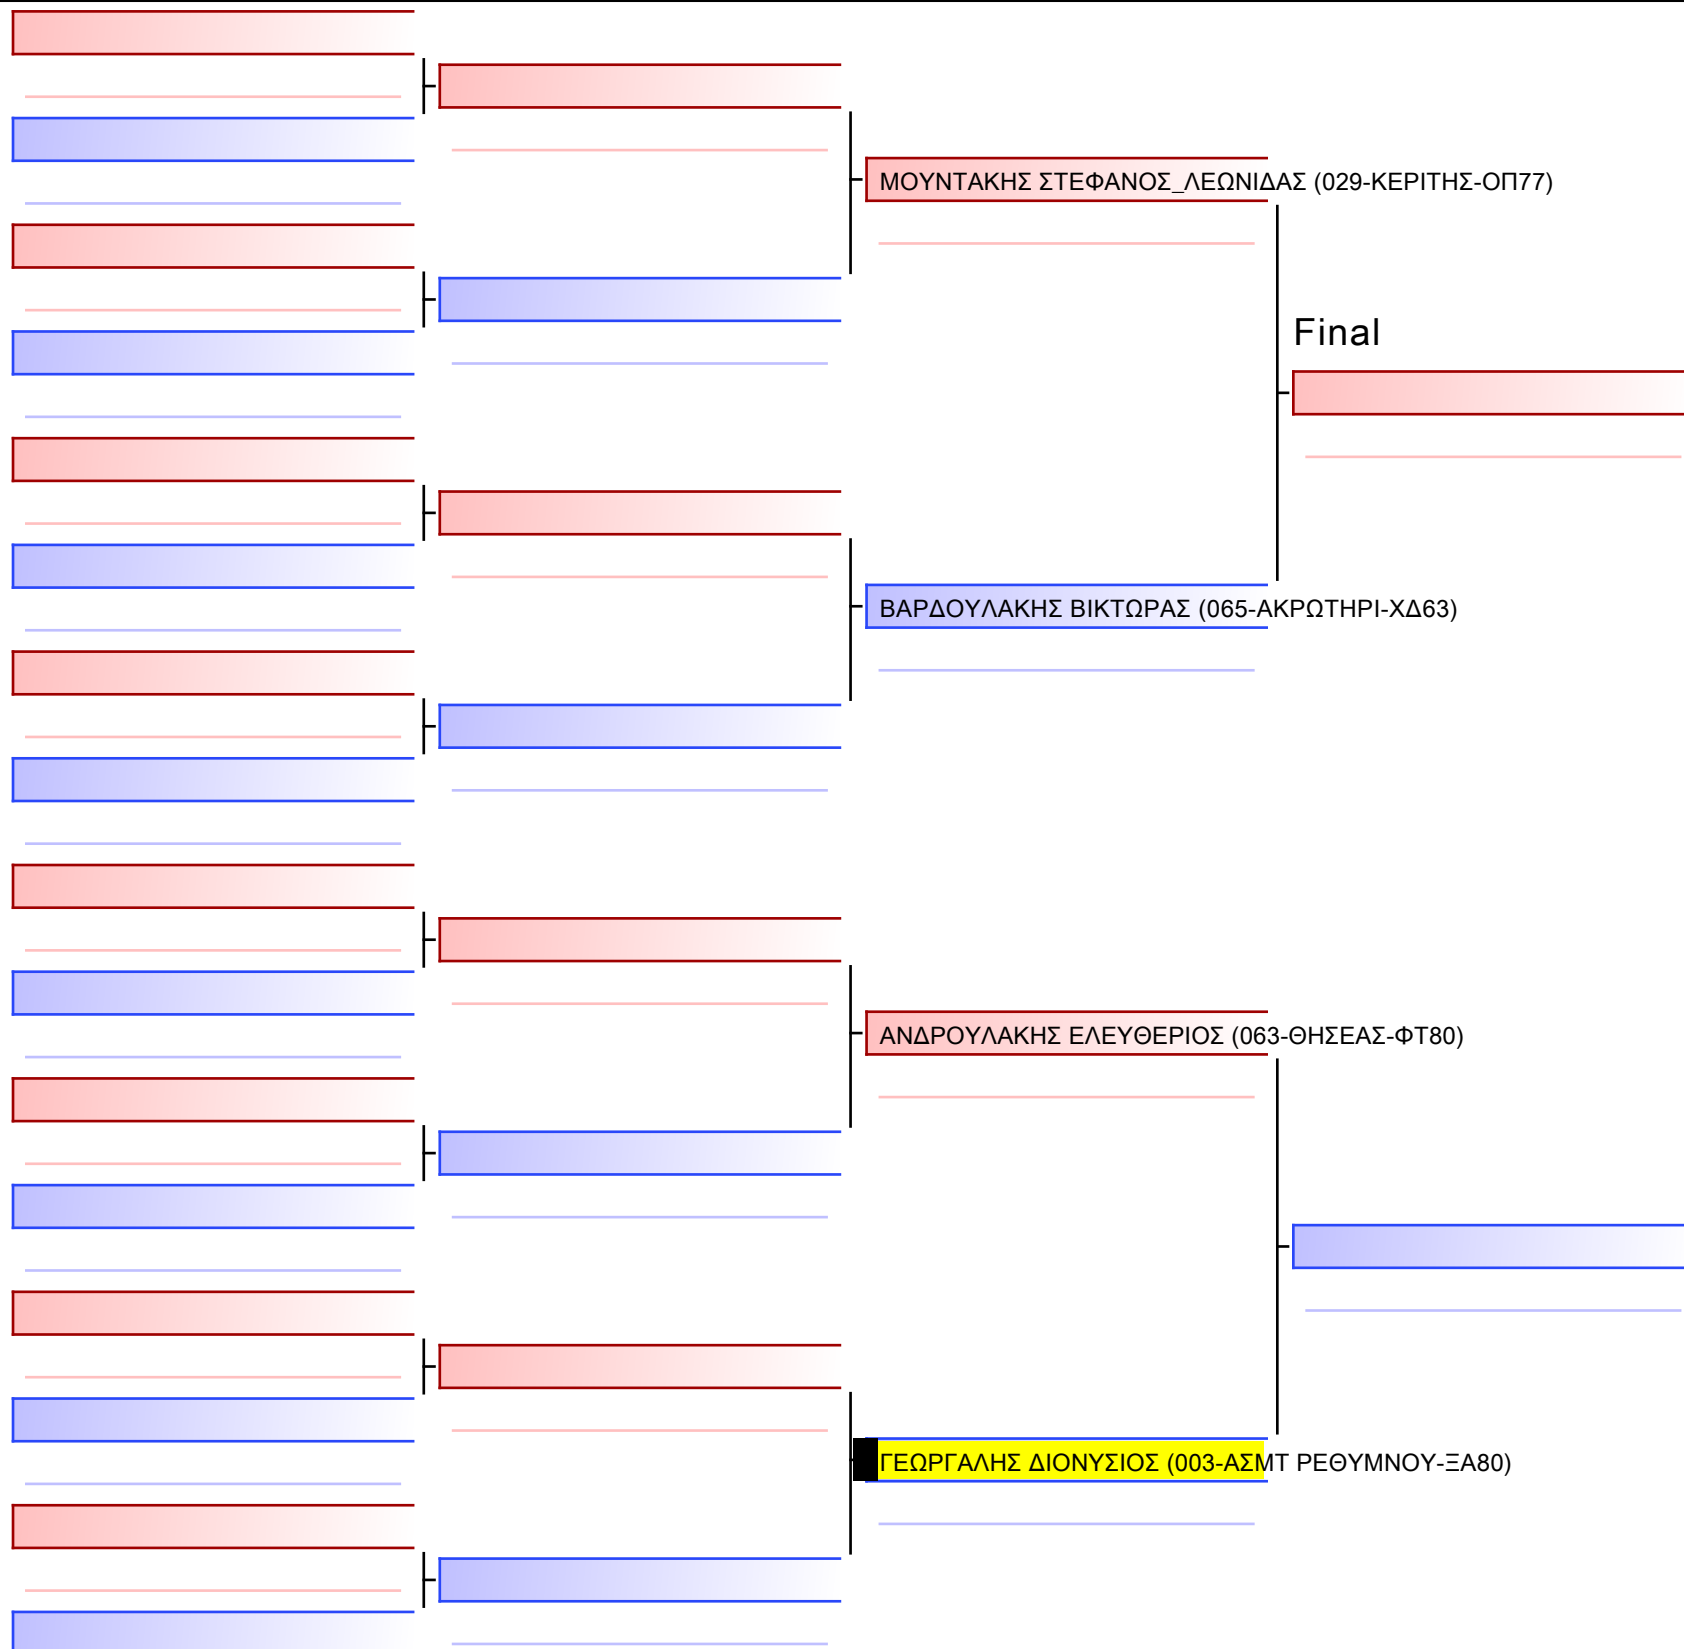 ΜΟΥΝΤΑΚΗΣ ΣΤΕΦΑΝΟΣ_ΛΕΩΝΙΔΑΣ (029-ΚΕΡΙΤΗΣ-ΟΠ77)
Final
ΒΑΡΔΟΥΛΑΚΗΣ ΒΙΚΤΩΡΑΣ (065-ΑΚΡΩΤΗΡΙ-ΧΔ63)
ΑΝΔΡΟΥΛΑΚΗΣ ΕΛΕΥΘΕΡΙΟΣ (063-ΘΗΣΕΑΣ-ΦΤ80)
ΓΕΩΡΓΑΛΗΣ ΔΙΟΝΥΣΙΟΣ (003-ΑΣΜΤ ΡΕΘΥΜΝΟΥ-ΞΑ80)